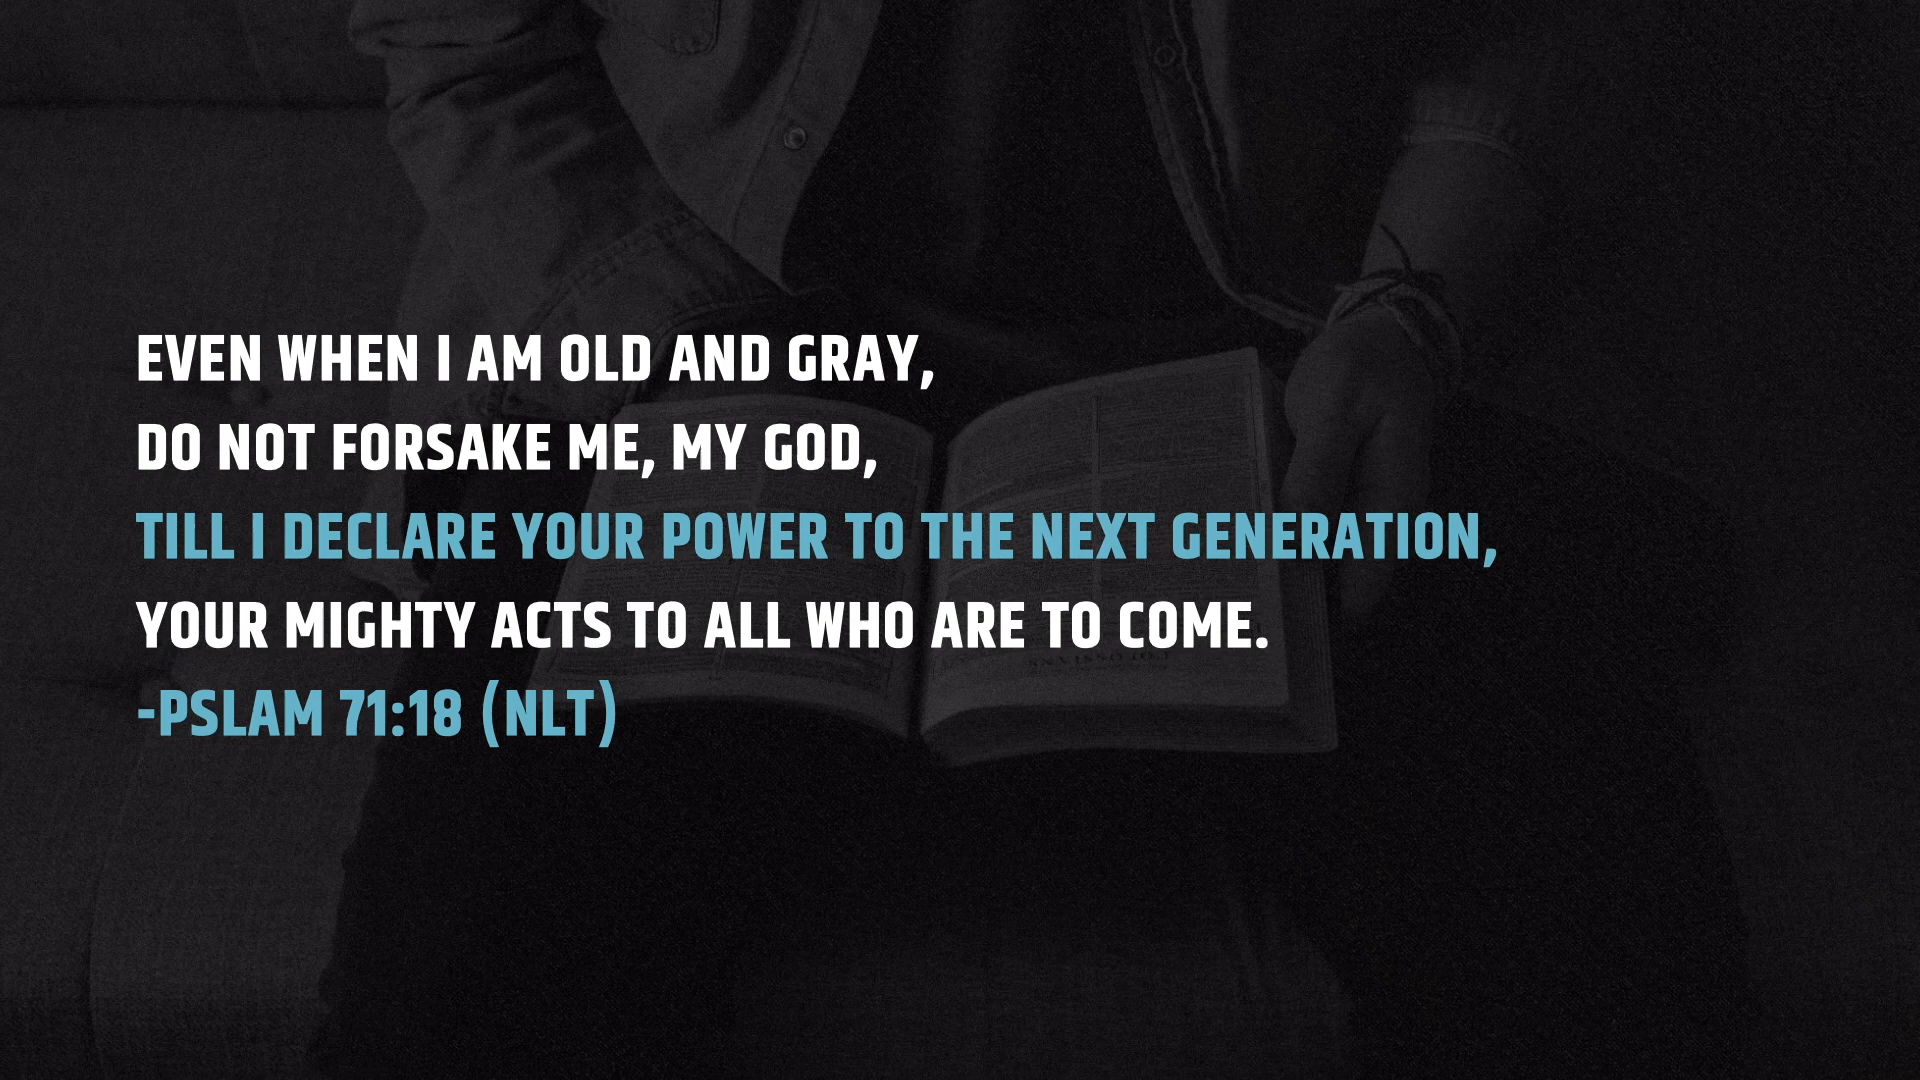 EVEN WHEN I AM OLD AND GRAY,
DO NOT FORSAKE ME, MY GOD,
TILL I DECLARE YOUR POWER TO THE NEXT GENERATION,
YOUR MIGHTY ACTS TO ALL WHO ARE TO COME.
-PSLAM 71:18 (NLT)